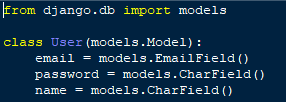 from django.db import models
class User(models.Model):
    email = models.EmailField()
    password = models.CharField()
    name = models.CharField()